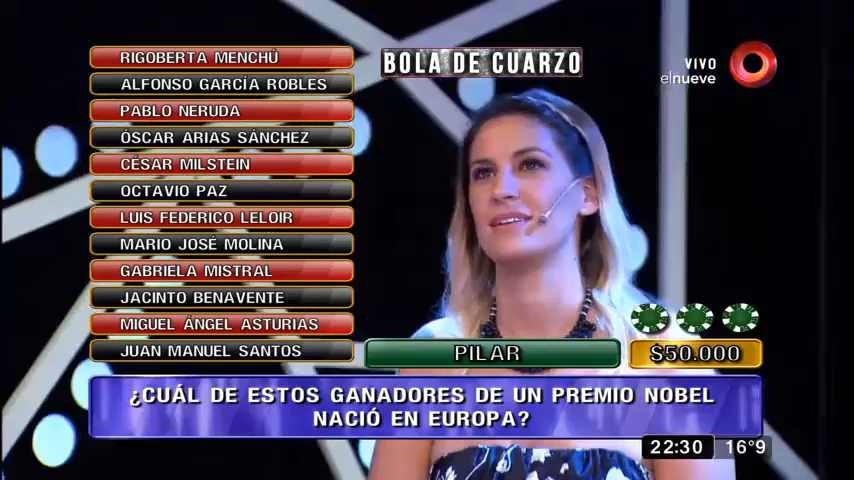 RIGOBERTA MENCHÚ
ALFONSO GARCÍA ROBLES
PABLO NERUDA
ÓSCAR ARIAS SÁNCHEZ
CÉSAR MILSTEIN
OCTAVIO PAZ
LUIS FEDERICO LELOIR
MARIO JOSÉ MOLINA
GABRIELA MISTRAL
JACINTO BENAVENTE
MIGUEL ÁNGEL ASTURIAS
JUAN MANUEL SANTOS
BOLA DE CUARZO
VIVO
elnueve
PILAR
$50.000
¿CUÁL DE ESTOS GANADORES DE UN PREMIO NOBEL
NACIÓ EN EUROPA?
22:30 16°9